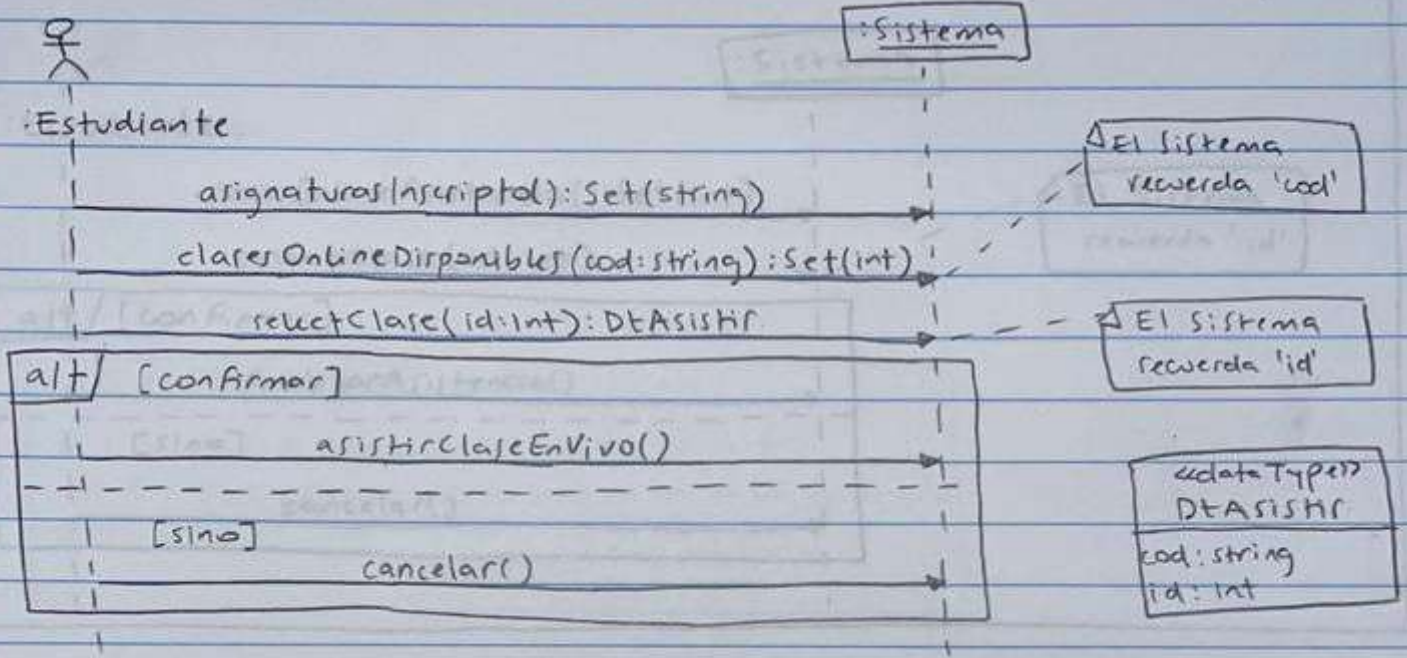 :Sistema
:Estudiante
asignaturasInscripto(): Set(string)
El Sistema
recuerda 'cod'
clasesOnlineDisponibles(cod:string):Set(int)
selectClase(id:Int): DtAsistir
El Sistema
recuerda 'id'
alt [confirmar]
asistirClaseEnVivo()
[sino]
cancelar()
<<dataType>>
DtAsistir
cod: string
id: int